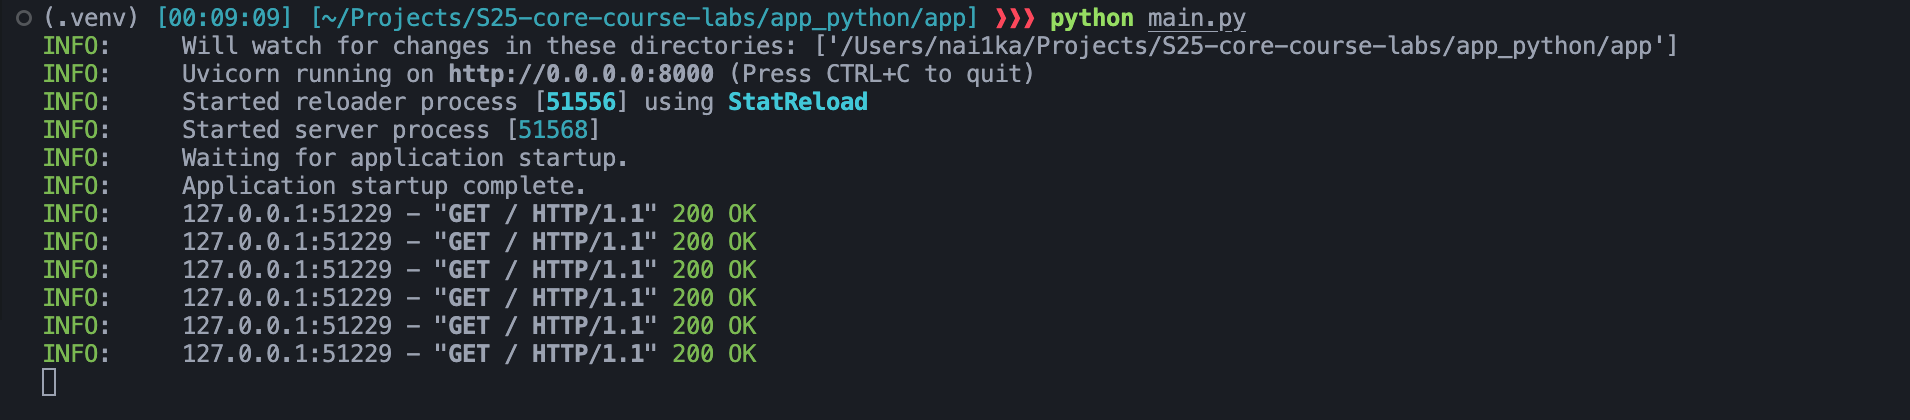 (.venv) [00:09:09] [~/Projects/S25-core-course-labs/app_python/app] ❯❯❯ python main.py
INFO:     Will watch for changes in these directories: ['/Users/nai1ka/Projects/S25-core-course-labs/app_python/app']
INFO:     Uvicorn running on http://0.0.0.0:8000 (Press CTRL+C to quit)
INFO:     Started reloader process [51556] using StatReload
INFO:     Started server process [51568]
INFO:     Waiting for application startup.
INFO:     Application startup complete.
INFO:     127.0.0.1:51229 - "GET / HTTP/1.1" 200 OK
INFO:     127.0.0.1:51229 - "GET / HTTP/1.1" 200 OK
INFO:     127.0.0.1:51229 - "GET / HTTP/1.1" 200 OK
INFO:     127.0.0.1:51229 - "GET / HTTP/1.1" 200 OK
INFO:     127.0.0.1:51229 - "GET / HTTP/1.1" 200 OK
INFO:     127.0.0.1:51229 - "GET / HTTP/1.1" 200 OK